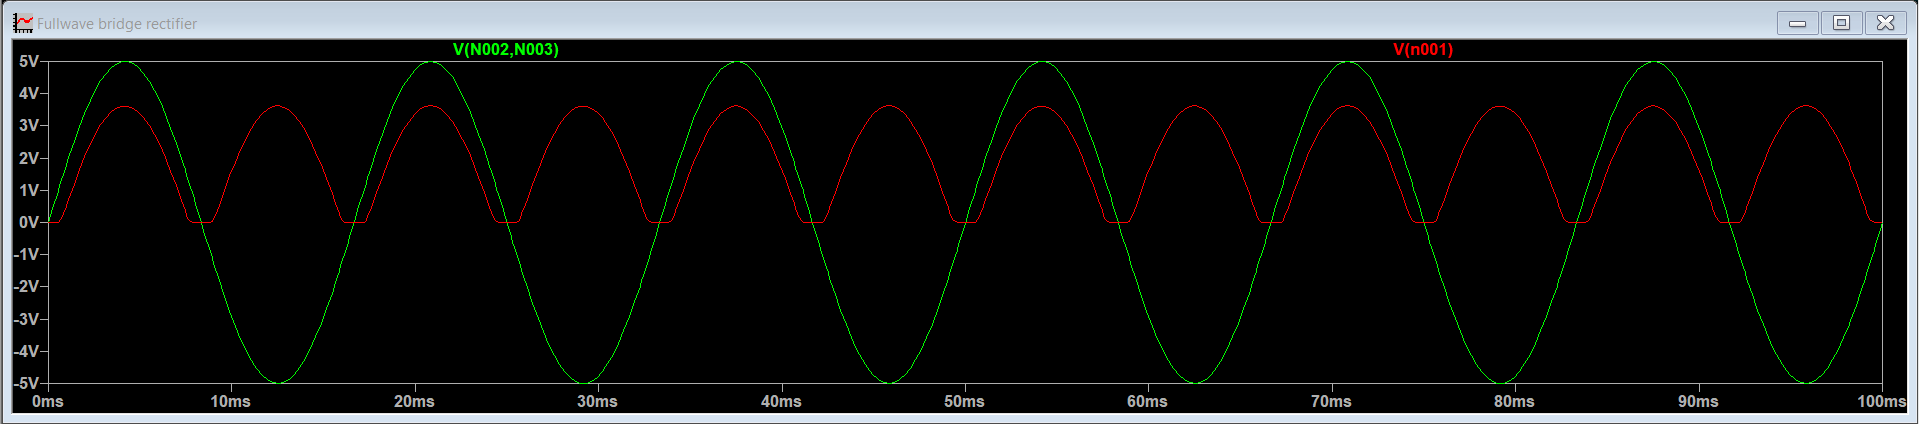 Fullwave bridge rectifier
V(N002,N003) V(n001)
5V
4V
3V
2V
1V
0V
-1V
-2V
-3V
-4V
-5V
0ms 10ms 20ms 30ms 40ms 50ms 60ms 70ms 80ms 90ms 100ms